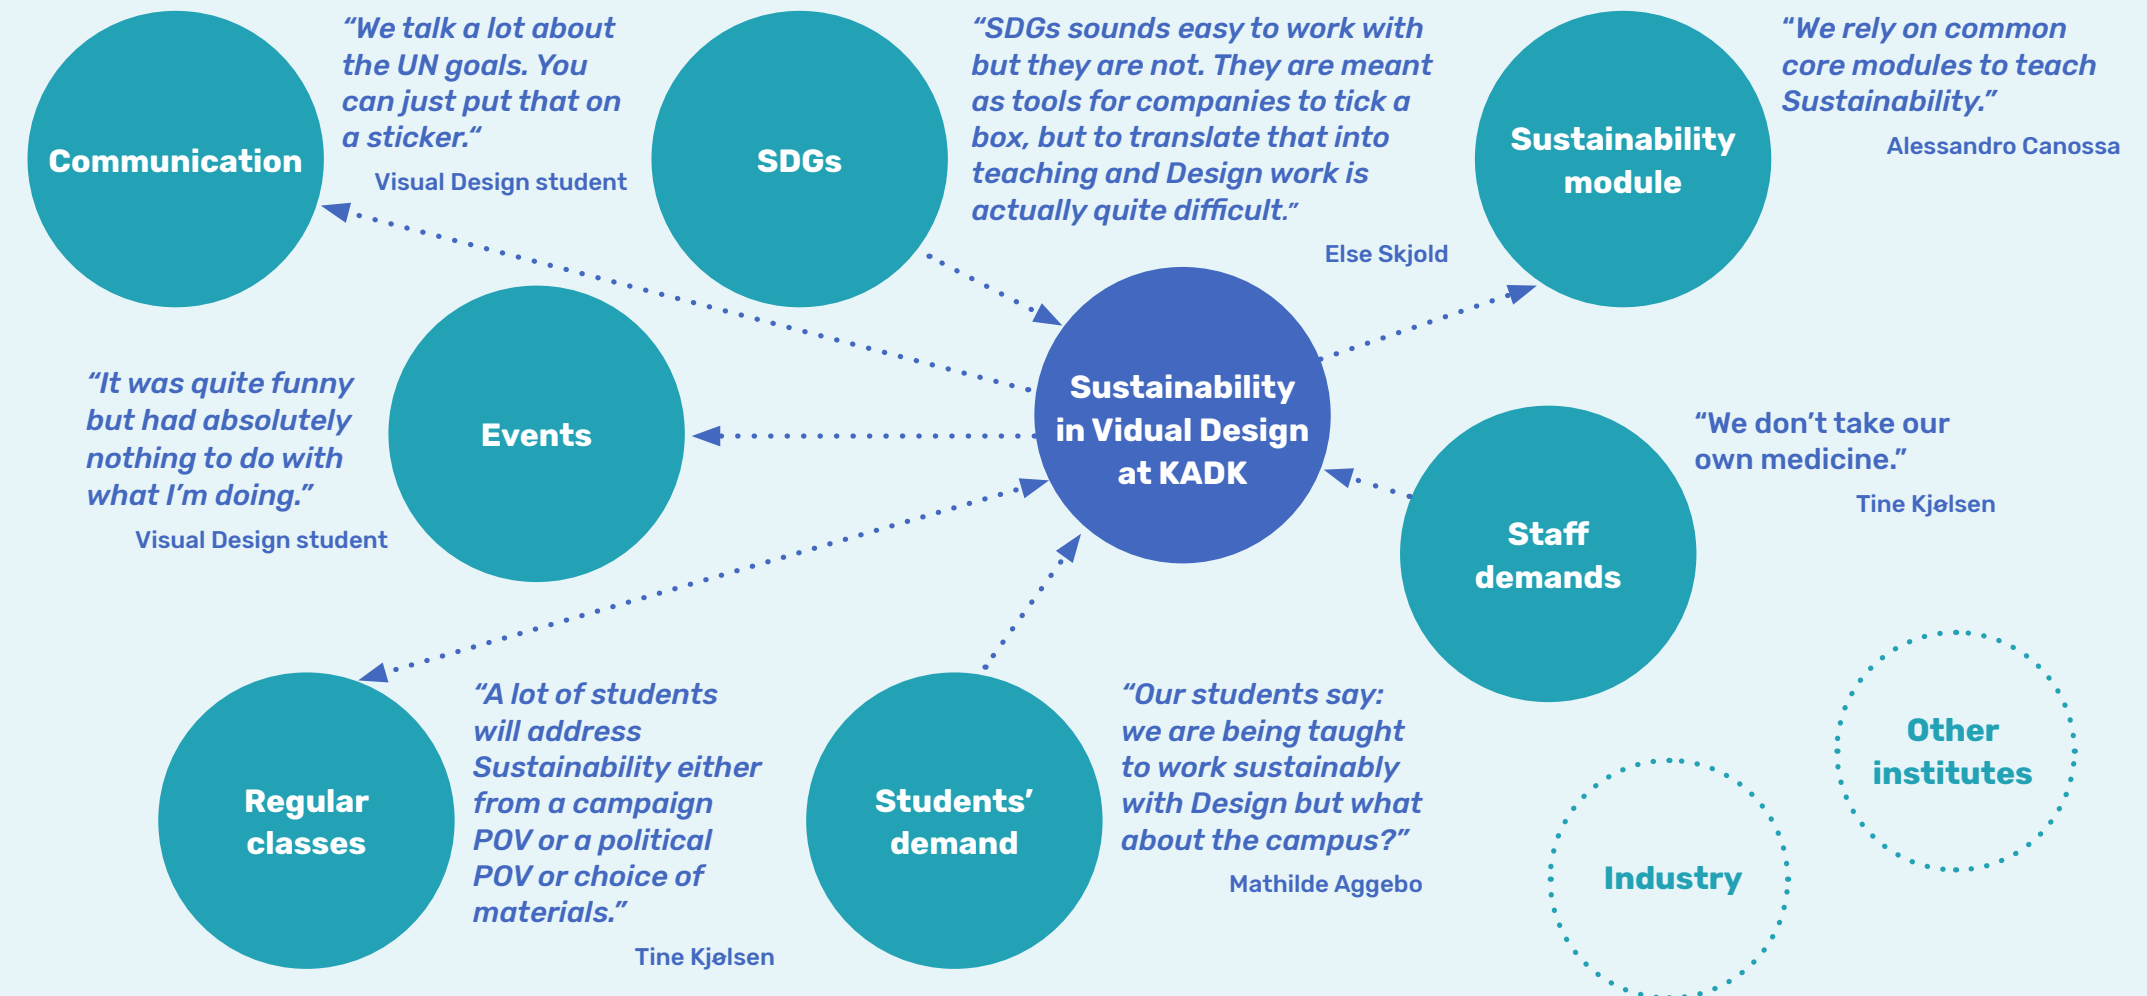 Communication
“We talk a lot about
the UN goals. You
can just put that on
a sticker.“
Visual Design student
SDGs
“SDGs sounds easy to work with
but they are not. They are meant
as tools for companies to tick a
box, but to translate that into
teaching and Design work is
actually quite difficult.”
Else Skjold
Sustainability
module
“We rely on common
core modules to teach
Sustainability.”
Alessandro Canossa
“It was quite funny
but had absolutely
nothing to do with
what I’m doing.”
Visual Design student
Events
Sustainability
in Vidual Design
at KADK
Staff
demands
“We don’t take our
own medicine.”
Tine Kjølsen
Regular
classes
“A lot of students
will address
Sustainability either
from a campaign
POV or a political
POV or choice of
materials.”
Tine Kjølsen
Students’
demand
“Our students say:
we are being taught
to work sustainably
with Design but what
about the campus?”
Mathilde Aggebo
Industry
Other
institutes